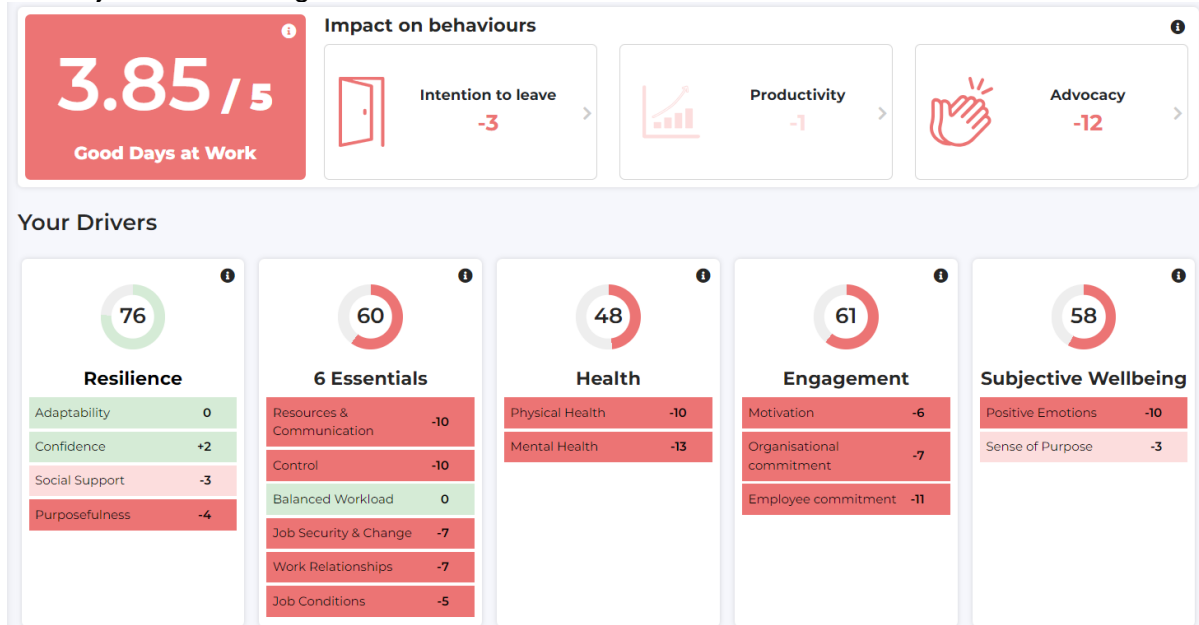 3.85 / 5
Good Days at Work
Impact on behaviours
Intention to leave
-3
Productivity
-1
Advocacy
-12
Your Drivers
76
Resilience
Adaptability 0
Confidence +2
Social Support -3
Purposefulness -4
60
6 Essentials
Resources &
Communication -10
Control -10
Balanced Workload 0
Job Security & Change -7
Work Relationships -7
Job Conditions -5
48
Health
Physical Health -10
Mental Health -13
61
Engagement
Motivation -6
Organisational
commitment -7
Employee commitment -11
58
Subjective Wellbeing
Positive Emotions -10
Sense of Purpose -3